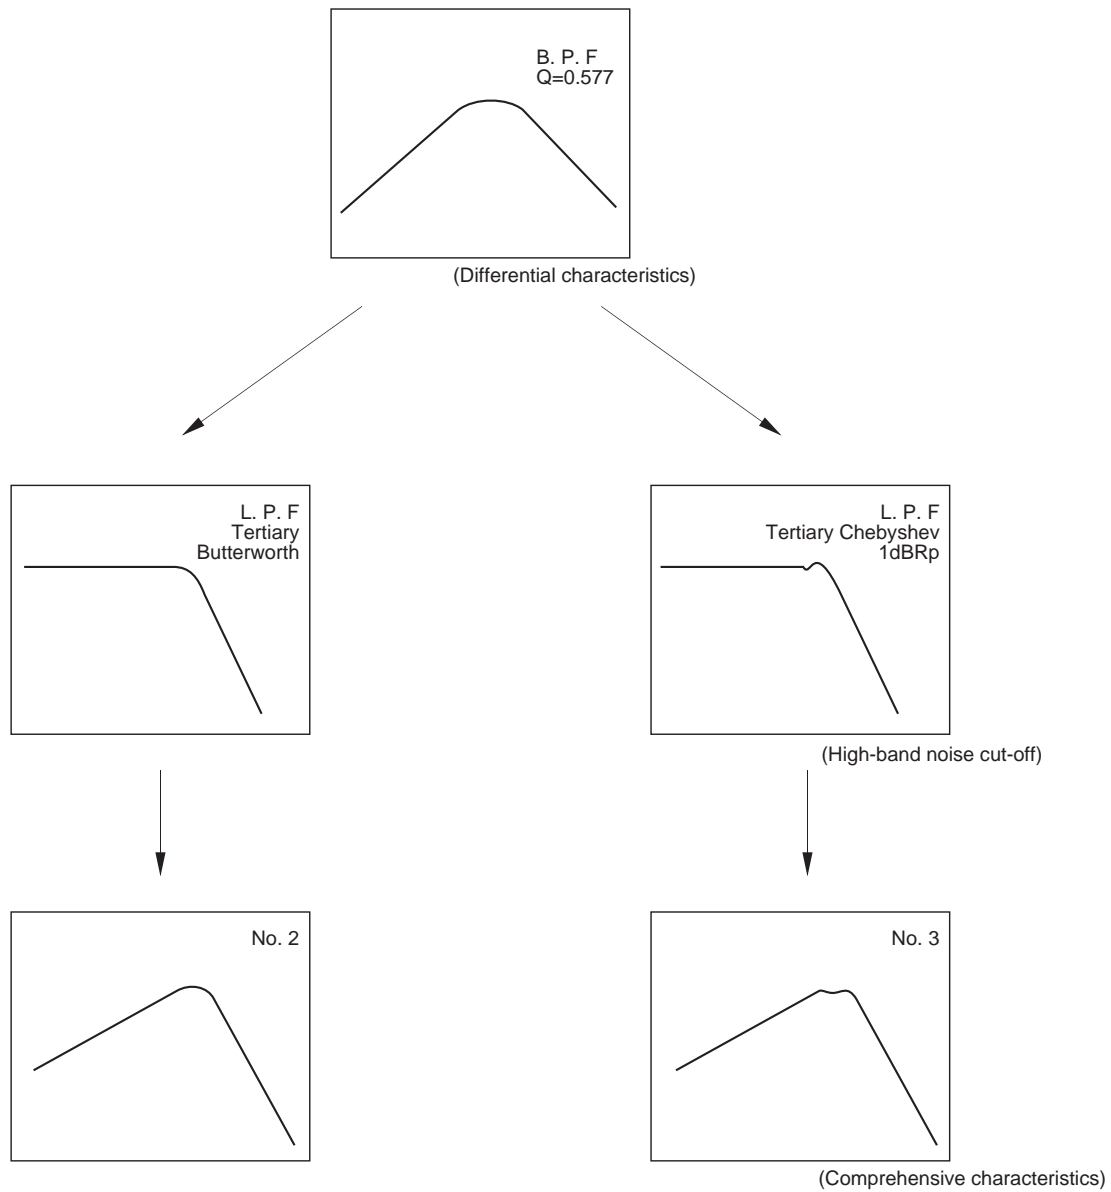 B. P. F
Q=0.577
(Differential characteristics)
L. P. F
Tertiary
Butterworth
L. P. F
Tertiary Chebyshev
1dBRp
(High-band noise cut-off)
No. 2
No. 3
(Comprehensive characteristics)